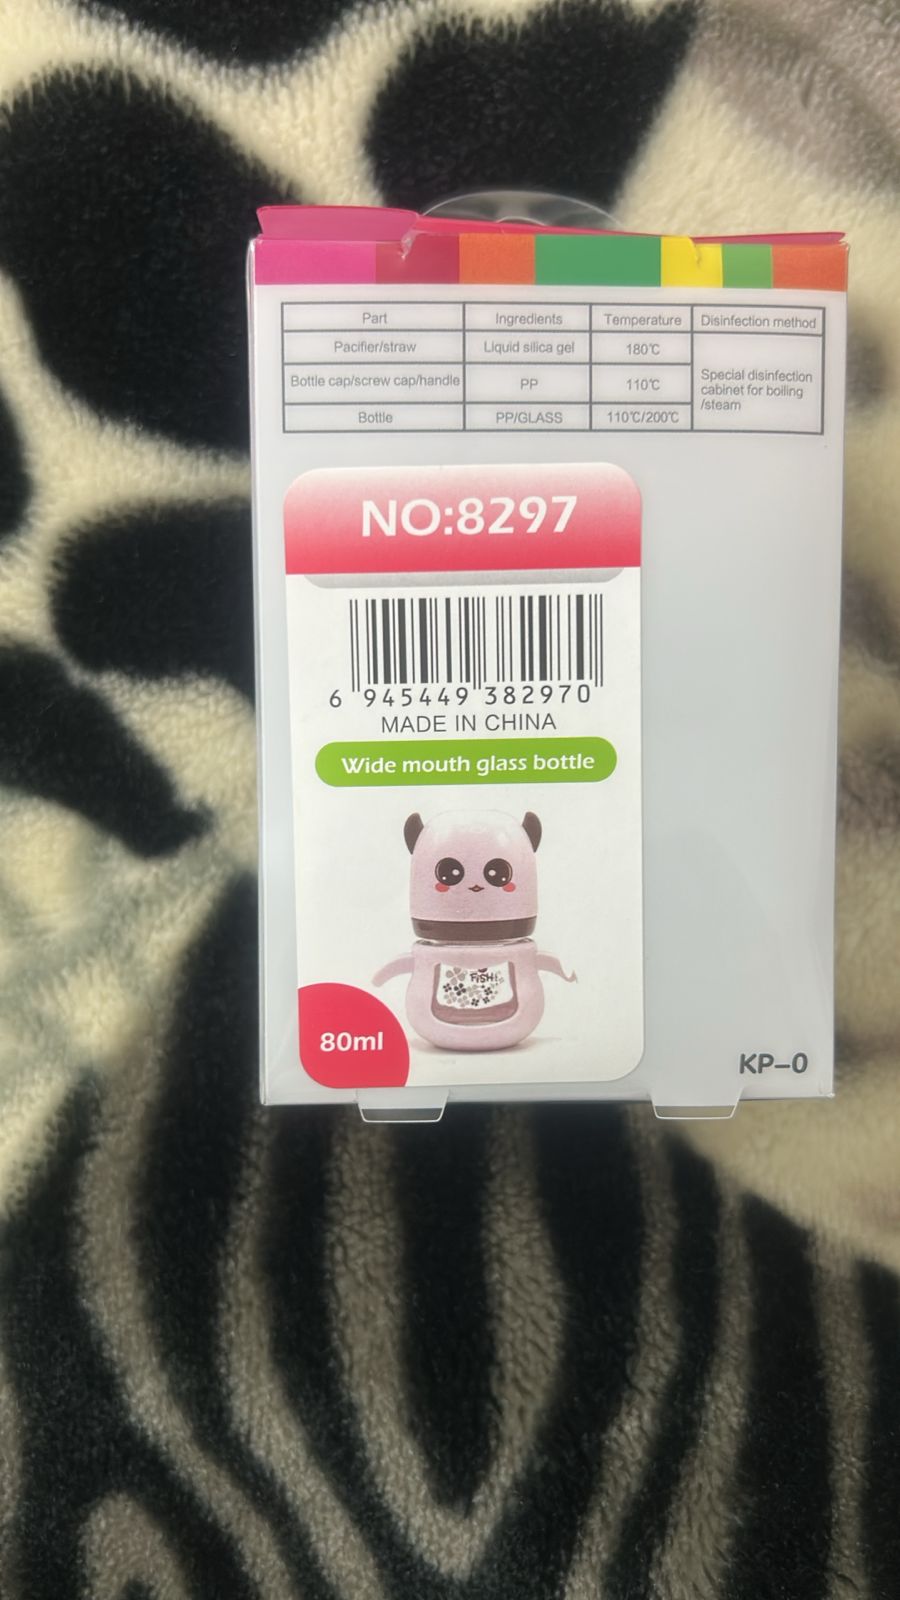 Part Ingredients Temperature Disinfection method
Pacifier/straw Liquid silica gel 180℃
Bottle cap/screw cap/handle PP 110℃
Special disinfection
cabinet for boiling
/steam
Bottle PP/GLASS 110℃/200℃
NO:8297
6 945449 382970
MADE IN CHINA
Wide mouth glass bottle
FISH!
80ml
KP-0